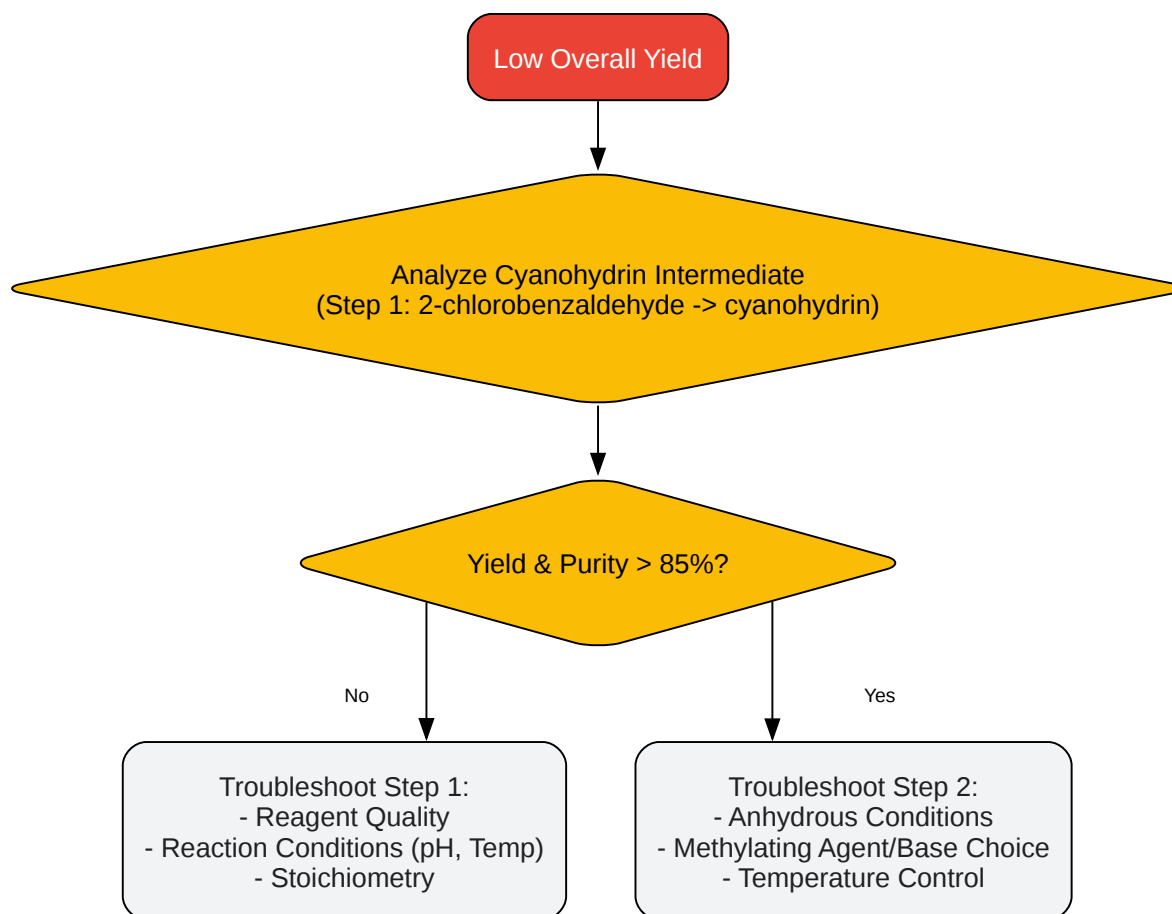 Low Overall Yield
Analyze Cyanohydrin Intermediate
(Step 1: 2-chlorobenzaldehyde -> cyanohydrin)
Yield & Purity > 85%?
No
Yes
Troubleshoot Step 1:
- Reagent Quality
- Reaction Conditions (pH, Temp)
- Stoichiometry
Troubleshoot Step 2:
- Anhydrous Conditions
- Methylating Agent/Base Choice
- Temperature Control